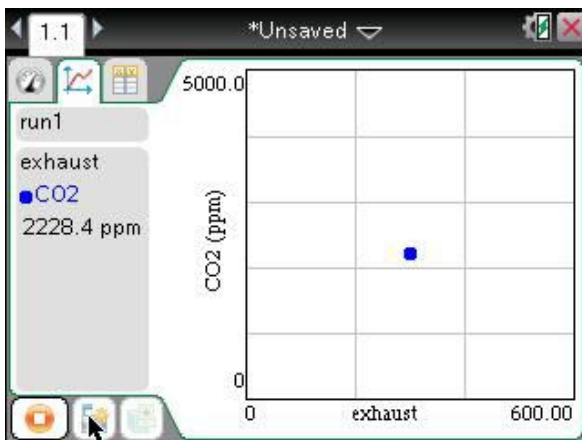 1.1
*Unsaved
run1
exhaust
CO2
2228.4 ppm
5000.0
CO2 (ppm)
0
0
exhaust
600.00